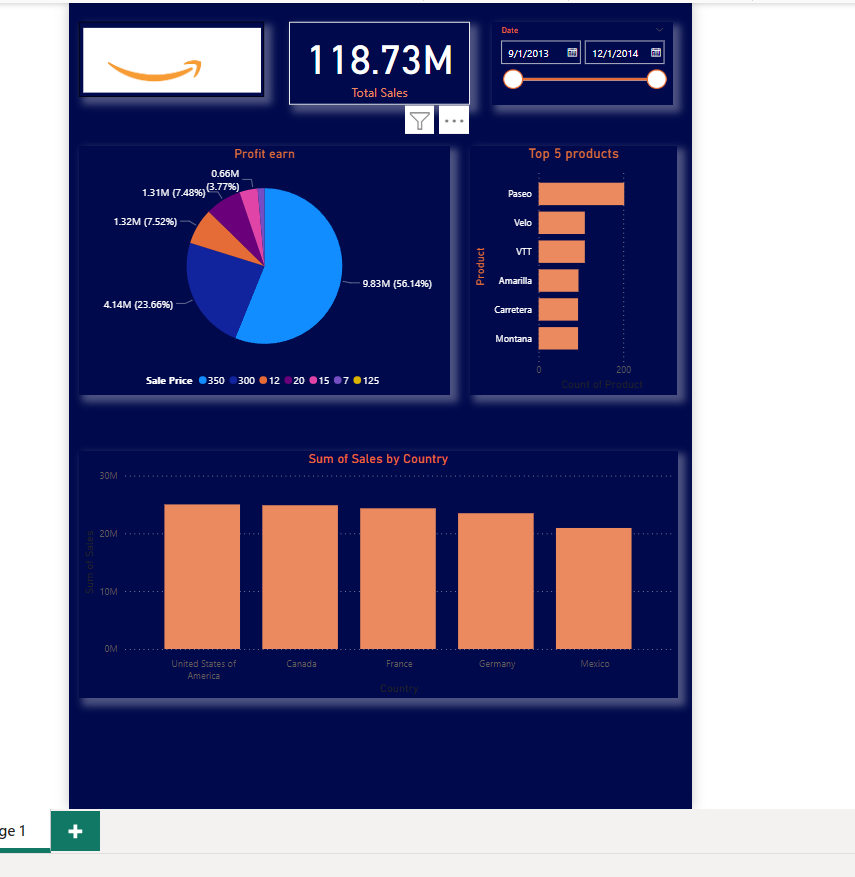 118.73M
Total Sales
Date
9/1/2013
12/1/2014
Profit earn
0.66M
(3.77%)
1.31M (7.48%)
1.32M (7.52%)
4.14M (23.66%)
9.83M (56.14%)
Sale Price 350 300 12 20 15 7 125
Top 5 products
Product
Paseo
Velo
VTT
Amarilla
Carretera
Montana
0 200
Count of Product
Sum of Sales by Country
Sum of Sales
30M
20M
10M
0M
United States of
America
Canada
France
Germany
Mexico
Country
ge 1